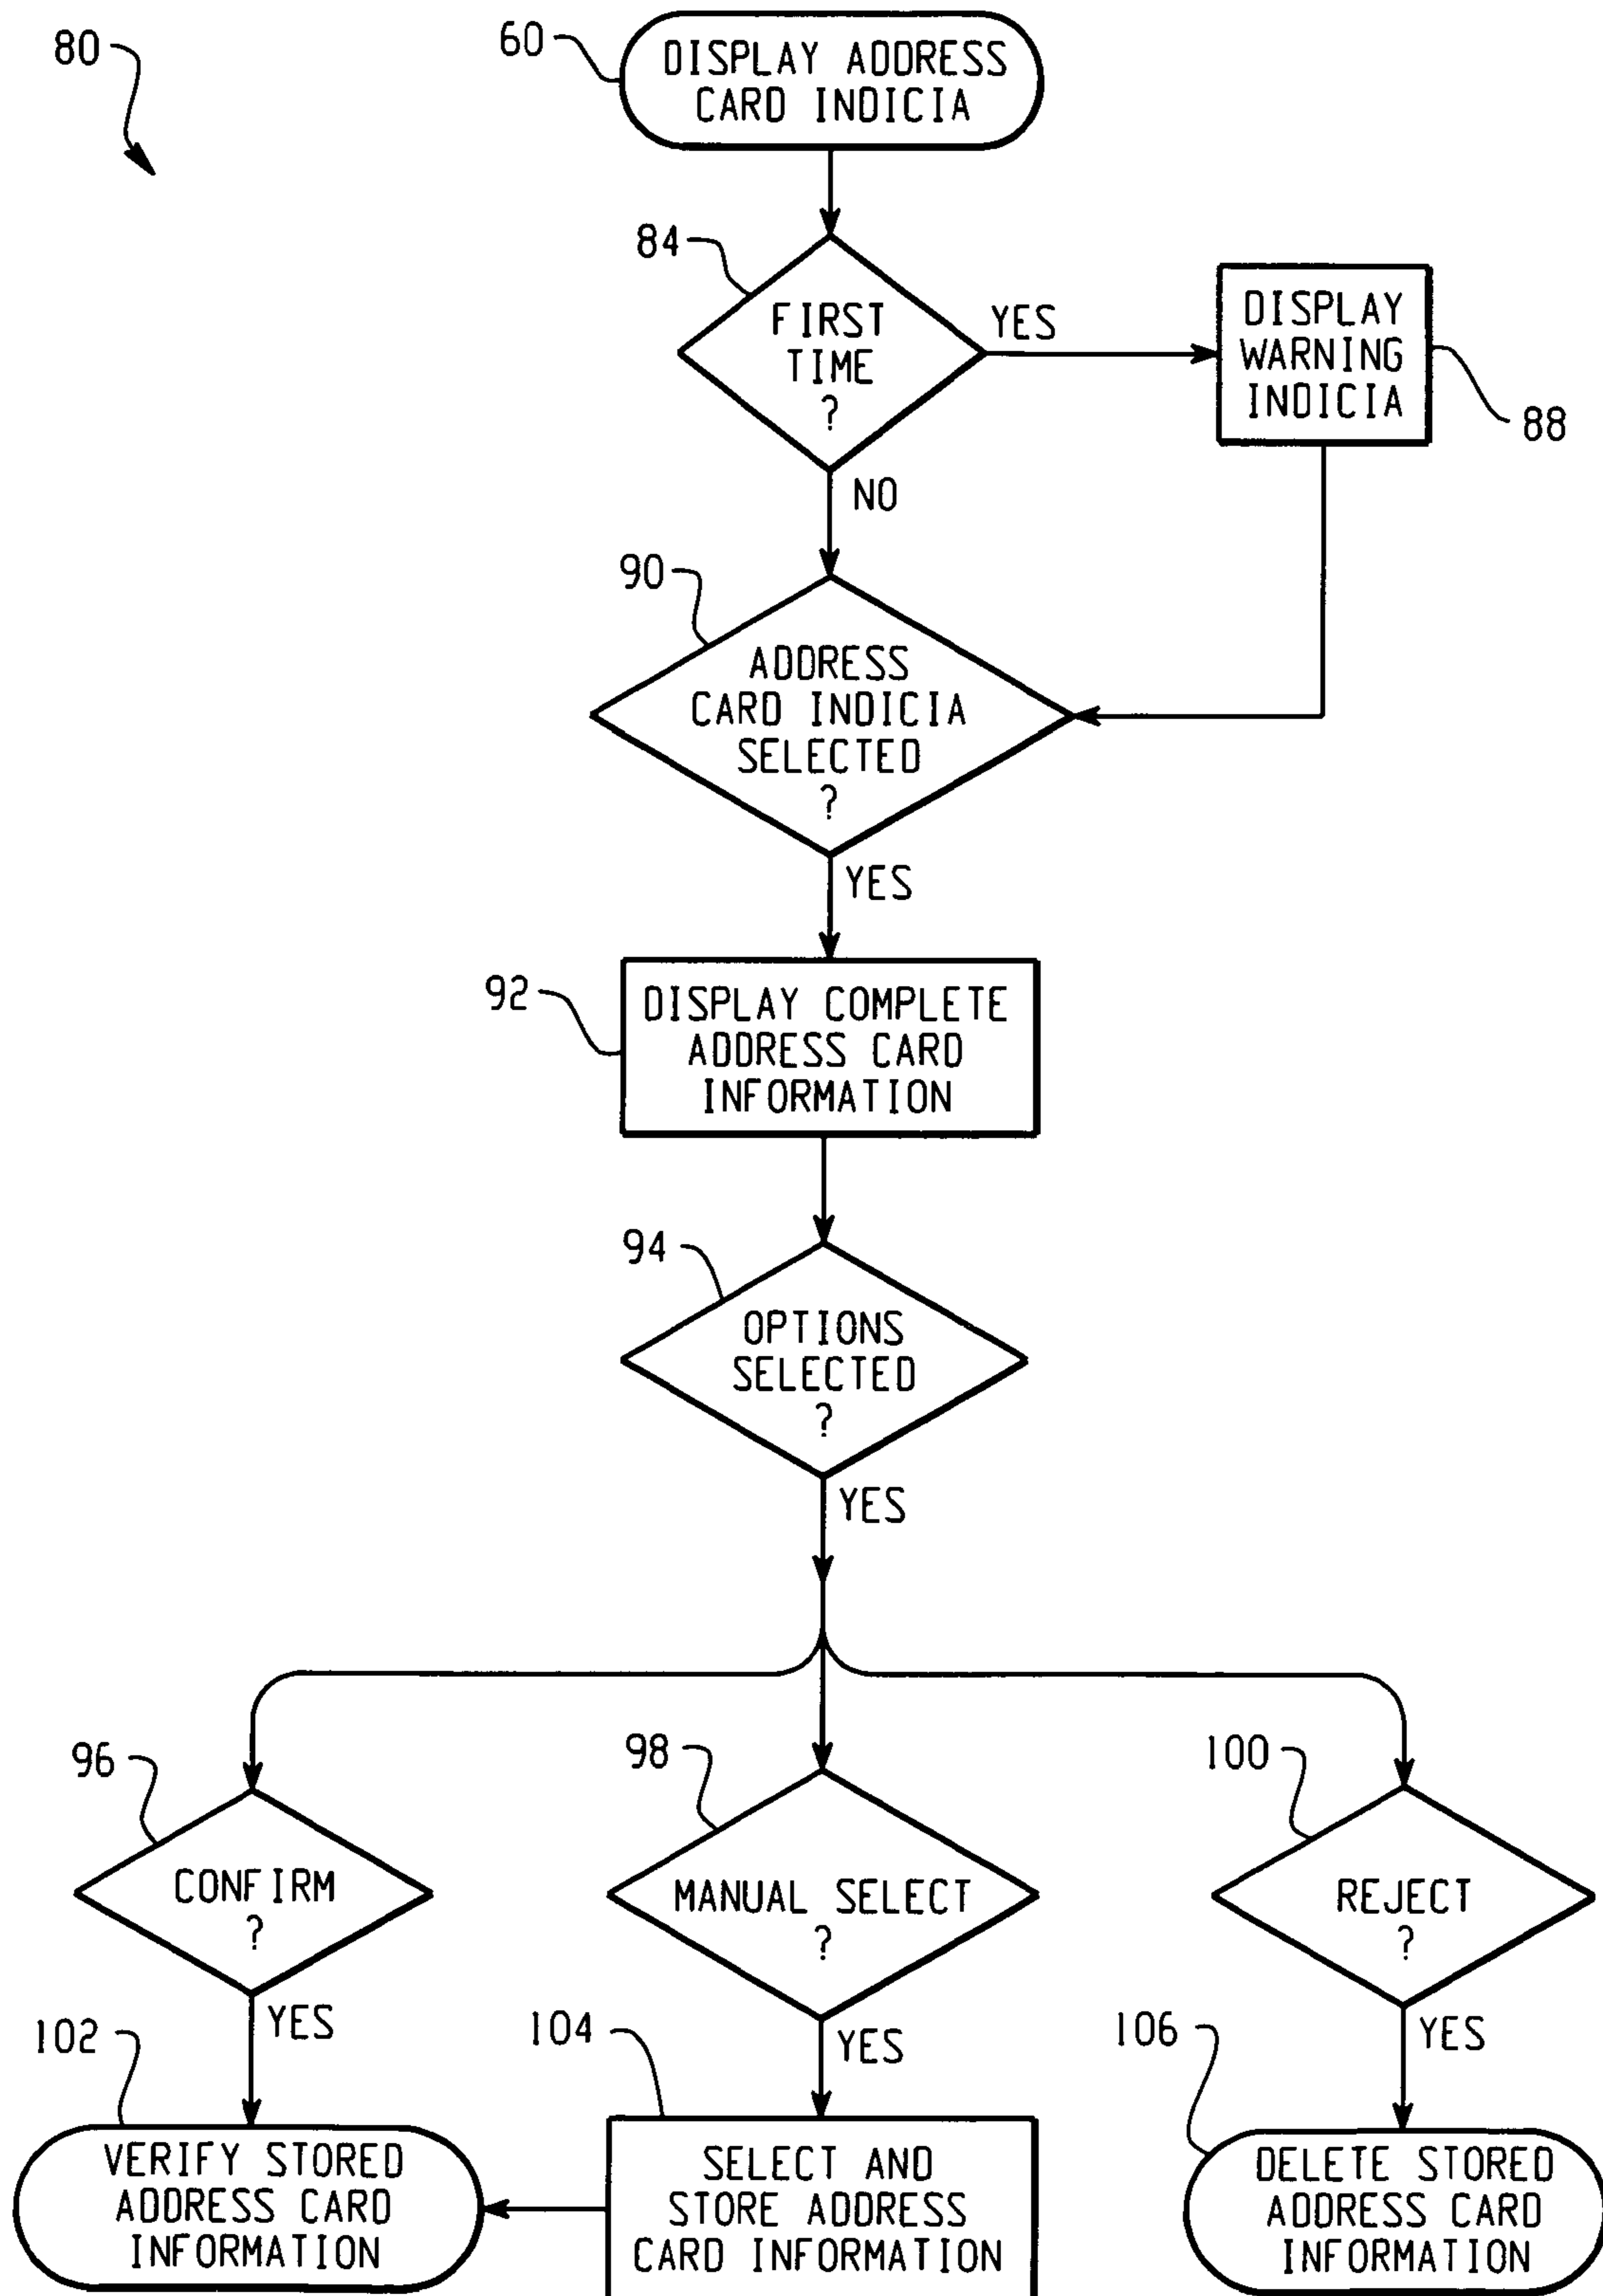 80
60
DISPLAY ADDRESS
CARD INDICIA
84
FIRST
TIME
?
YES
DISPLAY
WARNING
INDICIA
88
NO
90
ADDRESS
CARD INDICIA
SELECTED
?
YES
92
DISPLAY COMPLETE
ADDRESS CARD
INFORMATION
94
OPTIONS
SELECTED
?
YES
96
CONFIRM
?
YES
98
MANUAL SELECT
?
YES
100
REJECT
?
YES
102
VERIFY STORED
ADDRESS CARD
INFORMATION
104
SELECT AND
STORE ADDRESS
CARD INFORMATION
106
DELETE STORED
ADDRESS CARD
INFORMATION